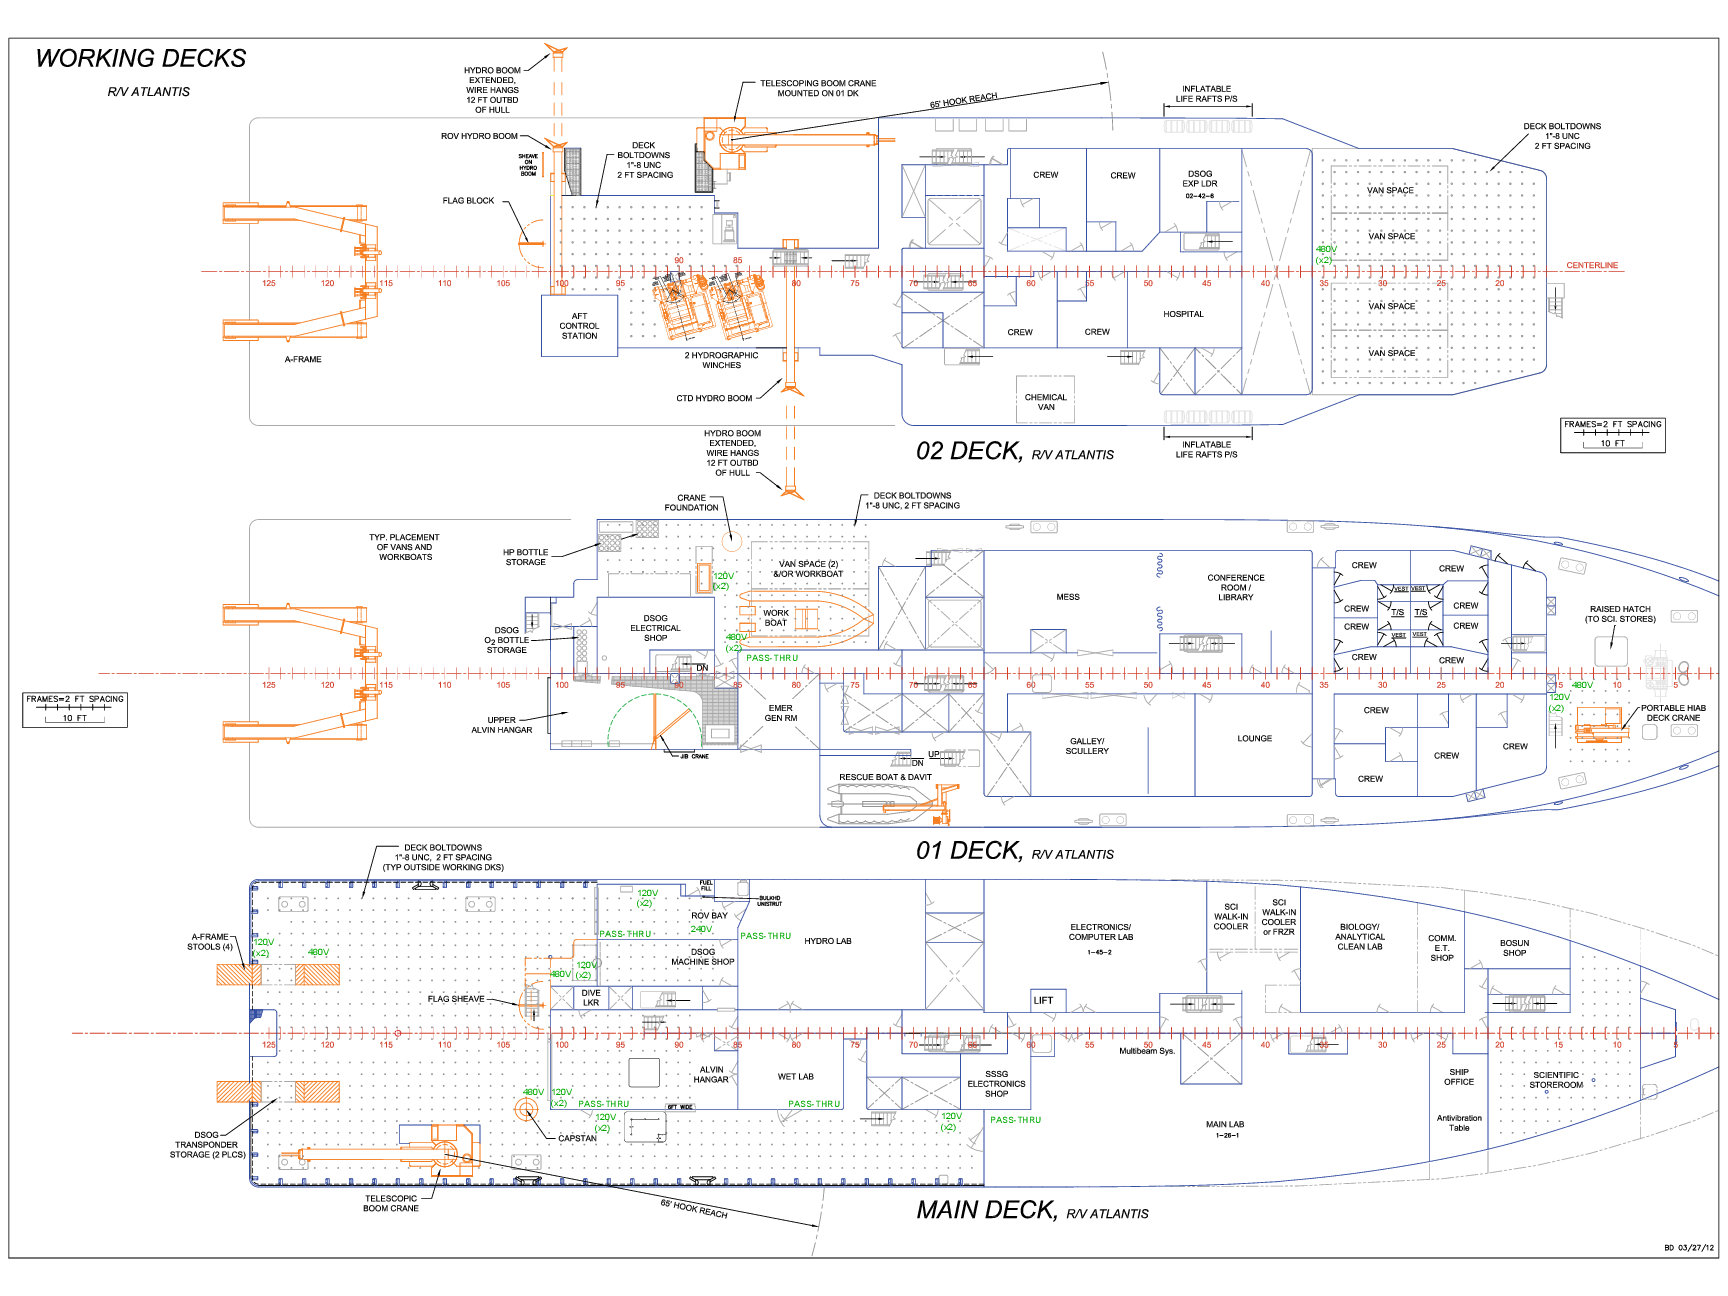 WORKING DECKS
R/V ATLANTIS
HYDRO BOOM
EXTENDED,
WIRE HANGS
12 FT OUTBD
OF HULL
ROV HYDRO BOOM
SHEAVE
ON
HYDRO
BOOM
FLAG BLOCK
DECK
BOLTDOWNS
1"-8 UNC
2 FT SPACING
TELESCOPING BOOM CRANE
MOUNTED ON 01 DK
65' HOOK REACH
INFLATABLE
LIFE RAFTS P/S
DECK BOLTDOWNS
1"-8 UNC
2 FT SPACING
CREW
CREW
DSOG
EXP LDR
02-42-6
VAN SPACE
VAN SPACE
480V
(x2)
CENTERLINE
125 120 115 100 95 90 85 80 75 70 65 60 55 50 45 40 35 30 25 20
VAN SPACE
VAN SPACE
AFT
CONTROL
STATION
A-FRAME
2 HYDROGRAPHIC
WINCHES
CREW
CREW
HOSPITAL
CTD HYDRO BOOM
CHEMICAL
VAN
HYDRO BOOM
EXTENDED,
WIRE HANGS
12 FT OUTBD
OF HULL
INFLATABLE
LIFE RAFTS P/S
02 DECK, R/V ATLANTIS
FRAMES=2 FT SPACING
10 FT
TYP. PLACEMENT
OF VANS AND
WORKBOATS
HP BOTTLE
STORAGE
CRANE
FOUNDATION
DECK BOLTDOWNS
1"-8 UNC, 2 FT SPACING
VAN SPACE (2)
&/OR WORKBOAT
120V
(x2)
WORK
BOAT
480V
(x2)
PASS-THRU
DSOG
ELECTRICAL
SHOP
DSOG
O2 BOTTLE
STORAGE
DN
MESS
CONFERENCE
ROOM /
LIBRARY
CREW
CREW
CREW
CREW
CREW
CREW
CREW
CREW
VEST
VEST
T/S
T/S
VEST
VEST
RAISED HATCH
(TO SCI. STORES)
125 120 115 100 95 90 85 80 75 70 65 60 55 50 45 40 35 30 25 20 15 5
480V
120V
(x2)
PORTABLE HIAB
DECK CRANE
FRAMES=2 FT SPACING
10 FT
UPPER
ALVIN HANGAR
JIB CRANE
EMER
GEN RM
UP
DN
GALLEY/
SCULLERY
LOUNGE
CREW
CREW
CREW
CREW
RESCUE BOAT & DAVIT
01 DECK, R/V ATLANTIS
DECK BOLTDOWNS
1"-8 UNC, 2 FT SPACING
(TYP OUTSIDE WORKING DKS)
A-FRAME
STOOLS (4)
120V
(x2)
480V
FLAG SHEAVE
120V
(x2)
FUEL
FILL
BULKHD
UNISTRUT
ROV BAY
240V
PASS-THRU
PASS-THRU
DSOG
MACHINE SHOP
480V
120V
(x2)
DIVE
LKR
HYDRO LAB
ELECTRONICS/
COMPUTER LAB
1-45-2
LIFT
SCI
WALK-IN
COOLER
SCI
WALK-IN
COOLER
or FRZR
BIOLOGY/
ANALYTICAL
CLEAN LAB
COMM.
E.T.
SHOP
BOSUN
SHOP
125 120 115 100 95 90 85 80 75 70 65 60 55 50 45 40 35 30 25 20 15 10 5
Multibeam Sys.
ALVIN
HANGAR
WET LAB
480V
120V
(x2)
PASS-THRU
6FT WIDE
PASS-THRU
120V
(x2)
CAPSTAN
SSSG
ELECTRONICS
SHOP
120V
(x2)
PASS-THRU
MAIN LAB
1-26-1
SHIP
OFFICE
Antivibration
Table
SCIENTIFIC
STOREROOM
DSOG
TRANSPONDER
STORAGE (2 PLCS)
TELESCOPIC
BOOM CRANE
65' HOOK REACH
MAIN DECK, R/V ATLANTIS
BD 03/27/12